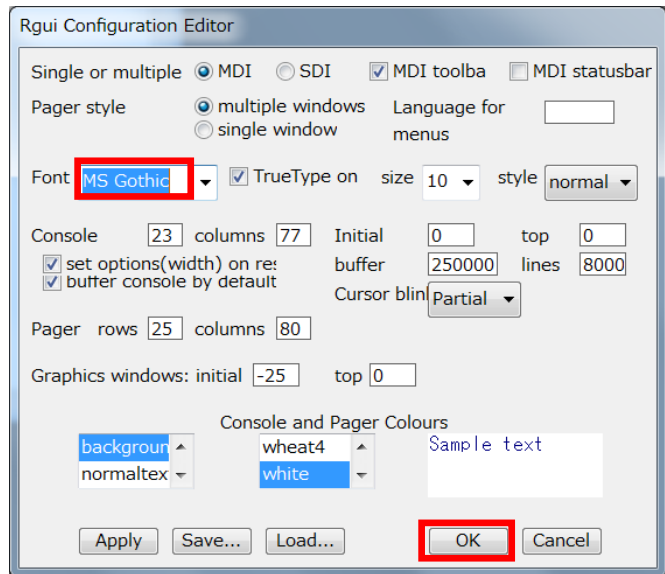 Rgui Configuration Editor
Single or multiple MDI SDI MDI toolba MDI statusbar
Pager style multiple windows Language for
single window menus
Font MS Gothic TrueType on size 10 style normal
Console 23 columns 77 Initial 0 top 0
set options(width) on res buffer 250000 lines 8000
buffer console by default
Cursor blin Partial
Pager rows 25 columns 80
Graphics windows: initial -25 top 0
Console and Pager Colours
backgroun wheat4 Sample text
normaltex white
Apply Save... Load... OK Cancel